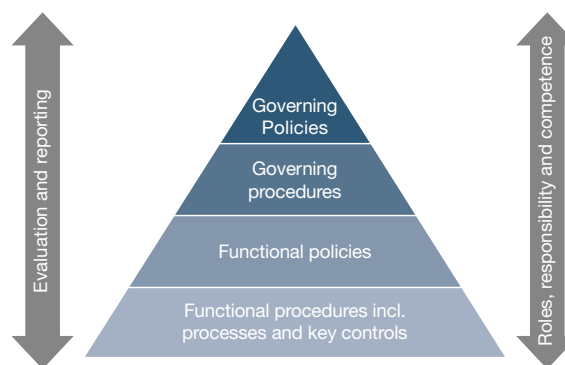 Evaluation and reporting
Governing
Policies
Governing
procedures
Functional policies
Functional procedures incl.
processes and key controls
Roles, responsibility and competence